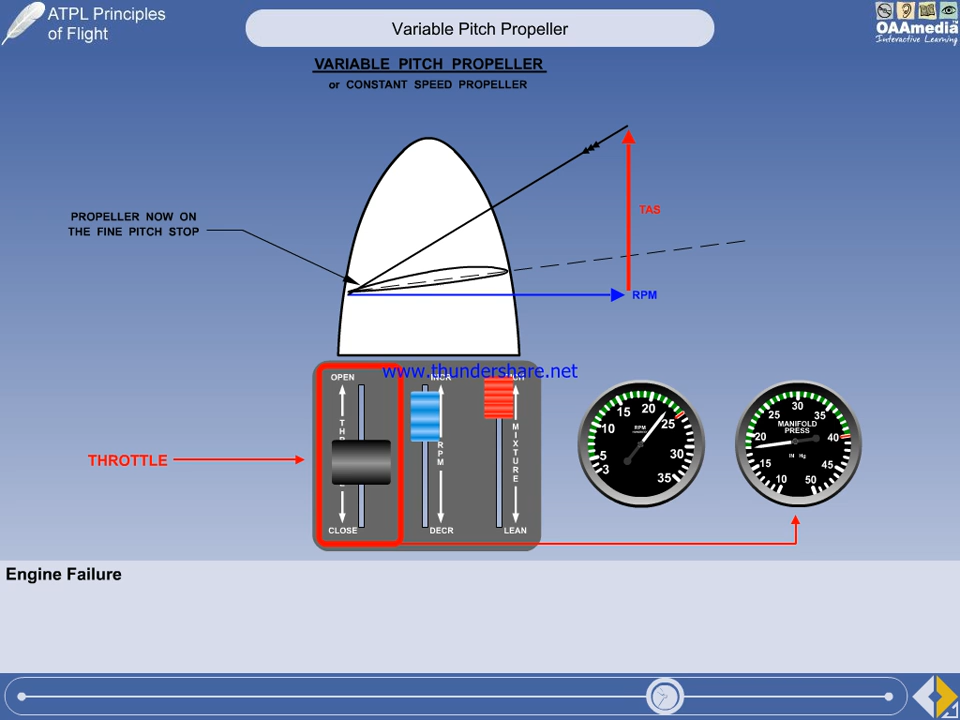 ATPL Principles
of Flight
Variable Pitch Propeller
OAAmedia
Interactive Learning
VARIABLE PITCH PROPELLER
or CONSTANT SPEED PROPELLER
PROPELLER NOW ON
THE FINE PITCH STOP
TAS
RPM
www.thundershare.net
OPEN
THROTTLE
CLOSE
RPM
DECR
MIXTURE
LEAN
3
5
10
15
20
25
30
35
RPM
10
15
20
25
30
35
40
45
50
MANIFOLD
PRESS
IN Hg
Engine Failure